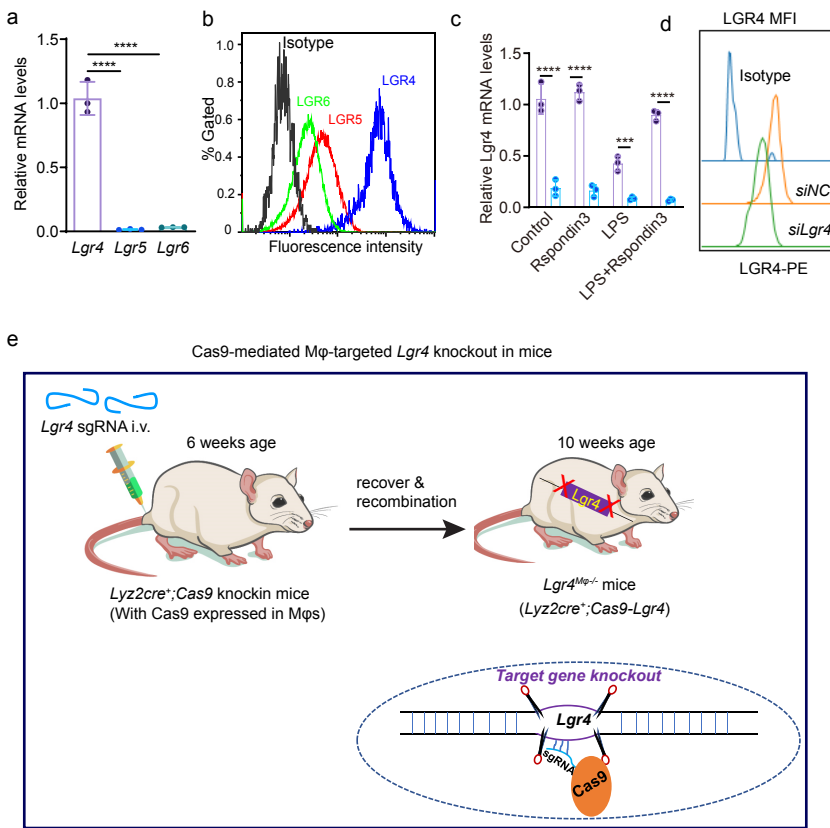 a
Relative mRNA levels
1.5
1.0
0.5
0.0
****
****
Lgr4
Lgr5
Lgr6
b
% Gated
1.0
0.8
0.6
0.4
0.2
0
Isotype
LGR6
LGR5
LGR4
Fluorescence intensity
c
Relative Lgr4 mRNA levels
1.5
1.0
0.5
0.0
****
****
***
****
Control
Rspondin3
LPS
LPS+Rspondin3
d
LGR4 MFI
Isotype
siNC
siLgr4
LGR4-PE
e
Cas9-mediated Mφ-targeted Lgr4 knockout in mice
Lgr4 sgRNA i.v.
6 weeks age
recover &
recombination
10 weeks age
Lgr4
Lyz2cre⁺;Cas9 knockin mice
(With Cas9 expressed in Mφs)
Lgr4ᴹᵠ⁻/⁻ mice
(Lyz2cre⁺;Cas9-Lgr4)
Target gene knockout
Lgr4
sgRNA
Cas9